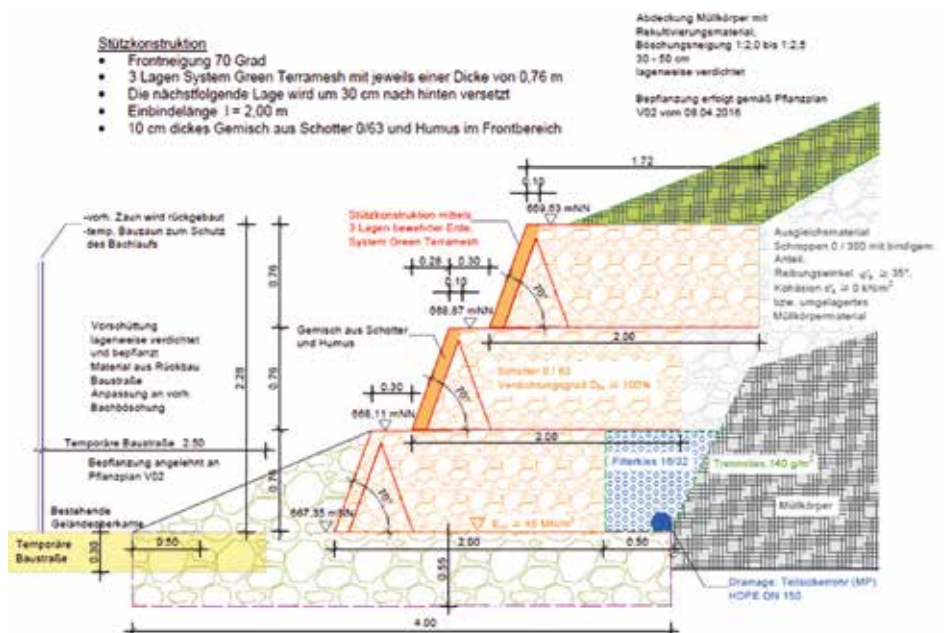 Stützkonstruktion
• Frontneigung 70 Grad
• 3 Lagen System Green Terramesh mit jeweils einer Dicke von 0,76 m
• Die nächstfolgende Lage wird um 30 cm nach hinten versetzt
• Einbindelänge l = 2,00 m
• 10 cm dickes Gemisch aus Schotter 0/63 und Humus im Frontbereich
Abdeckung Müllkörper mit
Rekultivierungsmaterial,
Böschungsneigung 1:2,0 bis 1:2,5
30 - 50 cm
lagenweise verdichtet
Bepflanzung erfolgt gemäß Pflanzplan
V02 vom 08.04.2016
1.72
0.10
669,63 mNN
-vorh. Zaun wird rückgebaut
-temp. Bauzaun zum Schutz
des Bachlaufs
Stützkonstruktion mittels
3 Lagen bewehrter Erde,
System Green Terramesh
Ausgleichsmaterial
Schroppen 0 / 300 mit bindigem
Anteil;
Reibungswinkel
35°,
Kohäsion
0 kN/m²
bzw. umgelagertes
Müllkörpermaterial
0.28
0.30
0.10
70°
0.76
668,87 mNN
2.00
Vorschüttung
lagenweise verdichtet
und bepflanzt
Material aus Rückbau
Baustraße
Anpassung an vorh.
Bachböschung
Gemisch aus Schotter
und Humus
2.28
0.76
0.30
70°
Schotter 0 / 63
Verdichtungsgrad
100%
668,11 mNN
2.00
Temporäre Baustraße 2.50
Bepflanzung angelehnt an
Pflanzplan V02
Filterkies 16/32
Trennvlies, 140 g/m²
0.76
70°
Müllkörper
Bestehende
Geländeoberkante
667,35 mNN
45 MN/m²
Temporäre
Baustraße
0.30
0.50
2.00
0.50
0.55
Drainage: Teilsickerrohr (MP)
HDPE DN 150
4.00